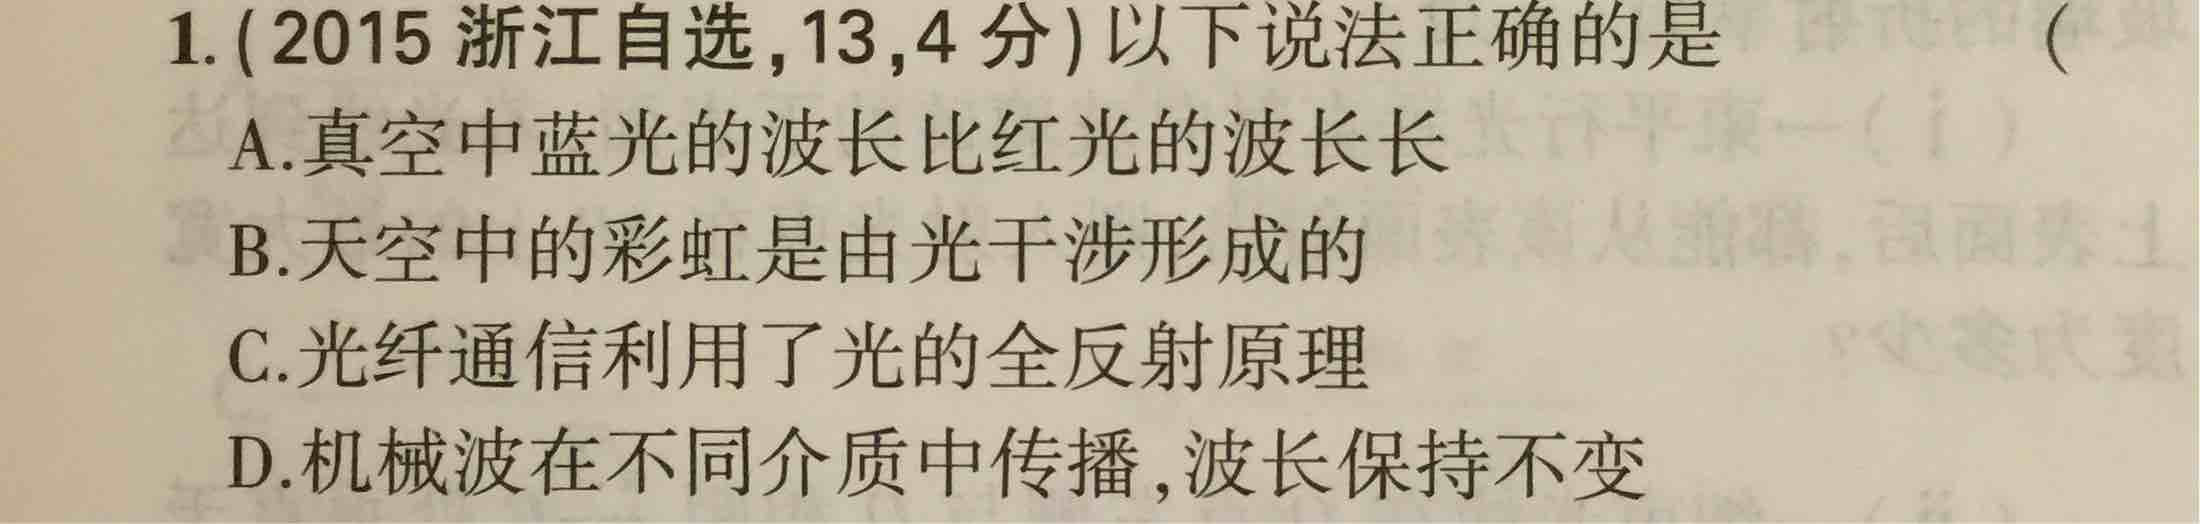 1.(2015 浙江自选,13,4 分)以下说法正确的是 (
A.真空中蓝光的波长比红光的波长长
B.天空中的彩虹是由光干涉形成的
C.光纤通信利用了光的全反射原理
D.机械波在不同介质中传播,波长保持不变